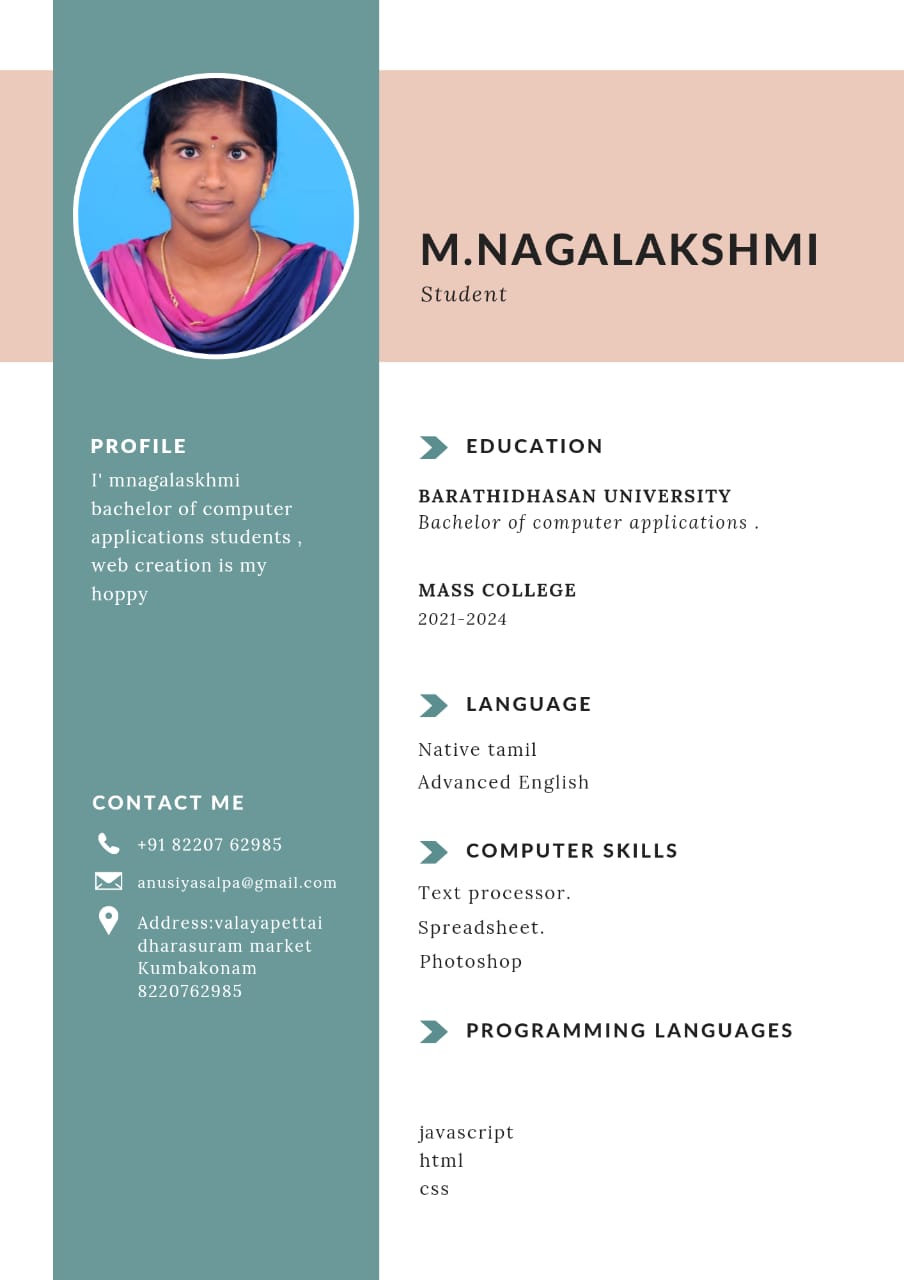 M.NAGALAKSHMI
Student
PROFILE
I' mnagalaskhmi
bachelor of computer
applications students ,
web creation is my
hoppy
CONTACT ME
+91 82207 62985
anusiyasalpa@gmail.com
Address:valayapettai
dharasuram market
Kumbakonam
8220762985
EDUCATION
BARATHIDHASAN UNIVERSITY
Bachelor of computer applications .
MASS COLLEGE
2021-2024
LANGUAGE
Native tamil
Advanced English
COMPUTER SKILLS
Text processor.
Spreadsheet.
Photoshop
PROGRAMMING LANGUAGES
javascript
html
css